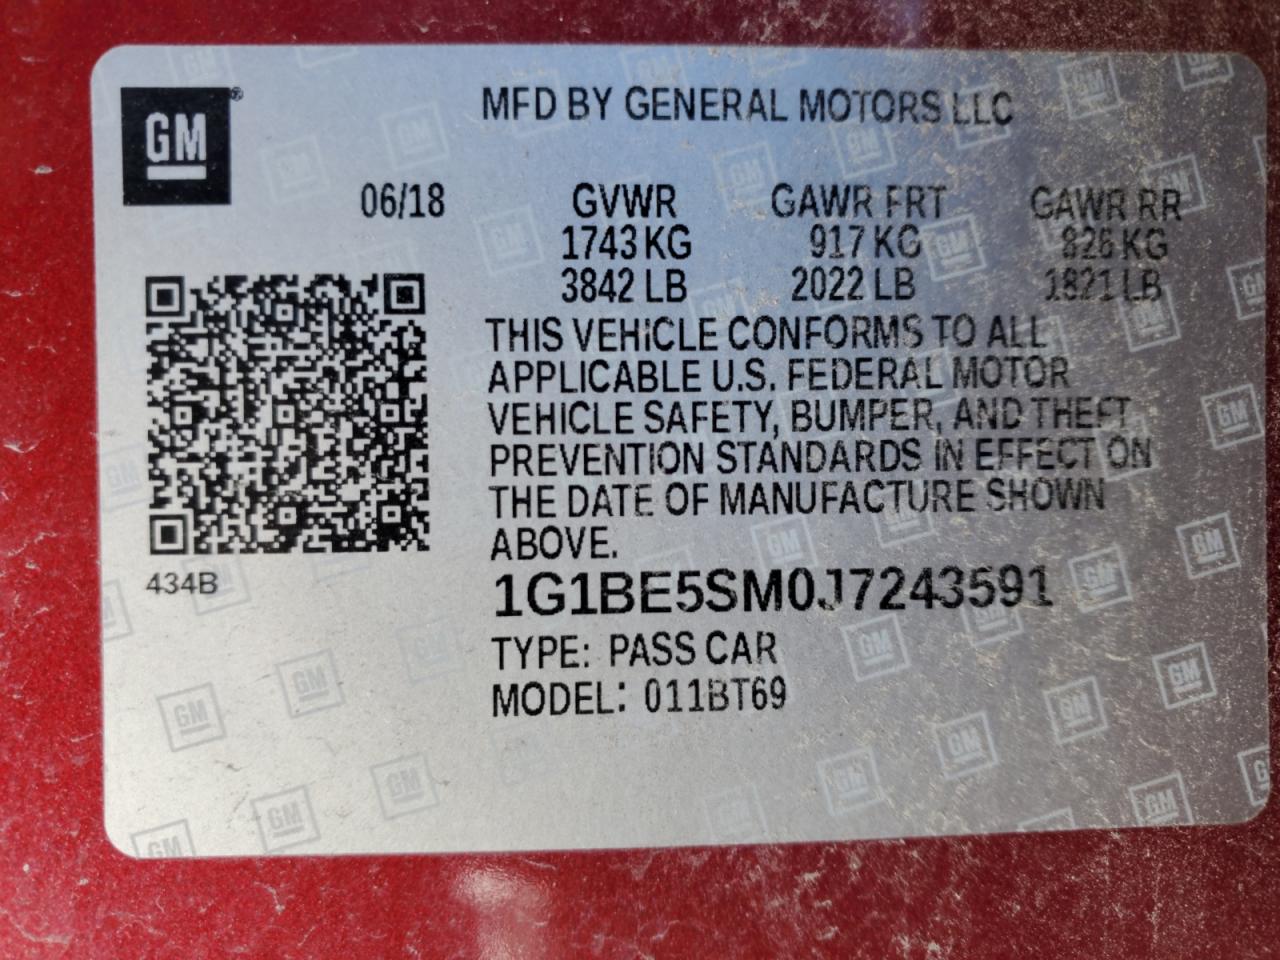 GM®
MFD BY GENERAL MOTORS LLC
06/18 GVWR GAWR FRT GAWR RR
1743 KG 917 KG 826 KG
3842 LB 2022 LB 1821 LB
THIS VEHICLE CONFORMS TO ALL
APPLICABLE U.S. FEDERAL MOTOR
VEHICLE SAFETY, BUMPER, AND THEFT
PREVENTION STANDARDS IN EFFECT ON
THE DATE OF MANUFACTURE SHOWN
ABOVE.
434B
1G1BE5SM0J7243591
TYPE: PASS CAR
MODEL: 011BT69